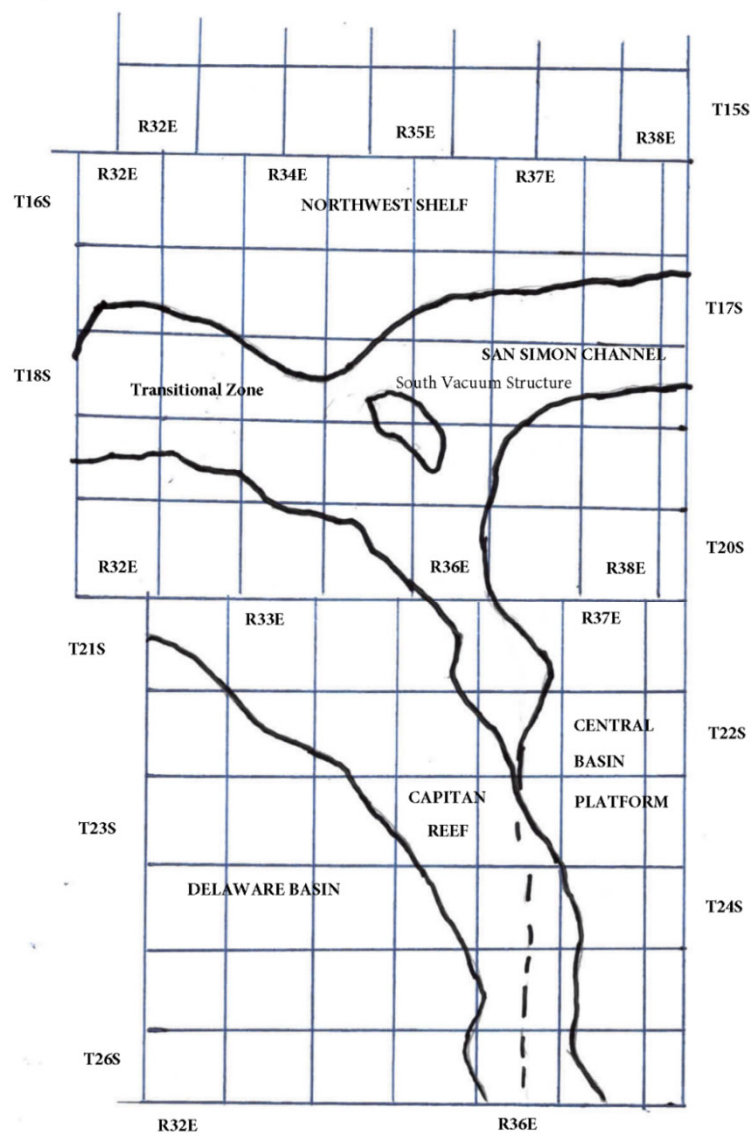 T15S
R32E
R35E
R38E
R32E
R34E
R37E
T16S
NORTHWEST SHELF
T17S
SAN SIMON CHANNEL
T18S
Transitional Zone
South Vacuum Structure
T20S
R32E
R36E
R38E
R33E
R37E
T21S
CENTRAL
T22S
BASIN
CAPITAN
PLATFORM
T23S
REEF
DELAWARE BASIN
T24S
T26S
R32E
R36E